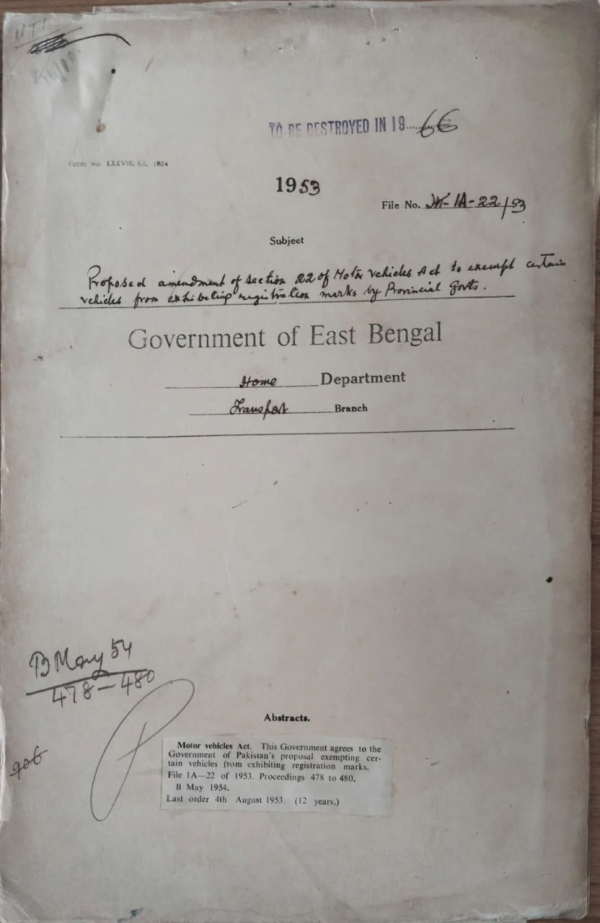 HTI
TO BE DESTROYED IN 19......66
Form No. XXXVIII,
1953
File No. 1A-22/53
Subject
Proposed amendment of section 22 of Motor vehicles Act to exempt certain
vehicles from exhibiting registration marks by Provincial Govts.
Government of East Bengal
Home Department
Transport Branch
B May 54
478-480
Abstracts.
Motor vehicles Act. This Government agrees to the
Government of Pakistan's proposal exempting cer-
tain vehicles from exhibiting registration marks.
File 1A—22 of 1953. Proceedings 478 to 480.
B May 1954.
Last order 4th August 1953. (12 years.)